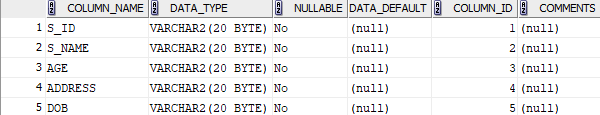 COLUMN_NAME DATA_TYPE NULLABLE DATA_DEFAULT COLUMN_ID COMMENTS
1 S_ID VARCHAR2(20 BYTE) No (null) 1 (null)
2 S_NAME VARCHAR2(20 BYTE) No (null) 2 (null)
3 AGE VARCHAR2(20 BYTE) No (null) 3 (null)
4 ADDRESS VARCHAR2(20 BYTE) No (null) 4 (null)
5 DOB VARCHAR2(20 BYTE) No (null) 5 (null)